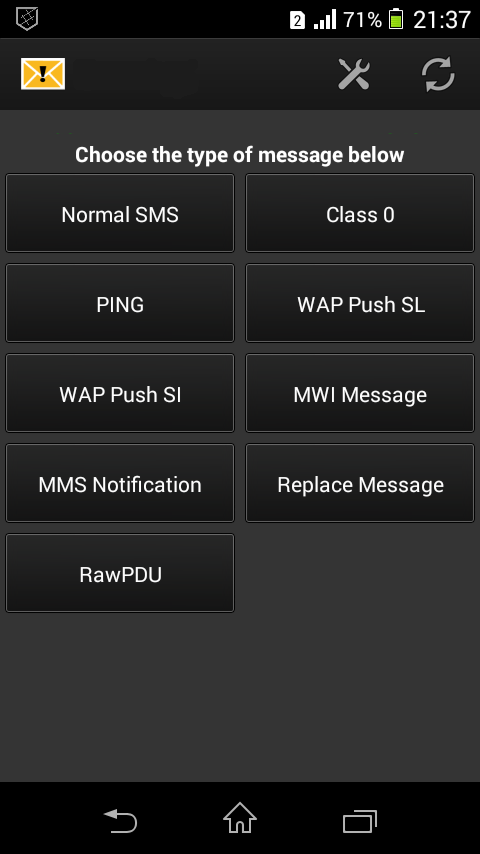 2 71% 21:37
Choose the type of message below
Normal SMS Class 0
PING WAP Push SL
WAP Push SI MWI Message
MMS Notification Replace Message
RawPDU